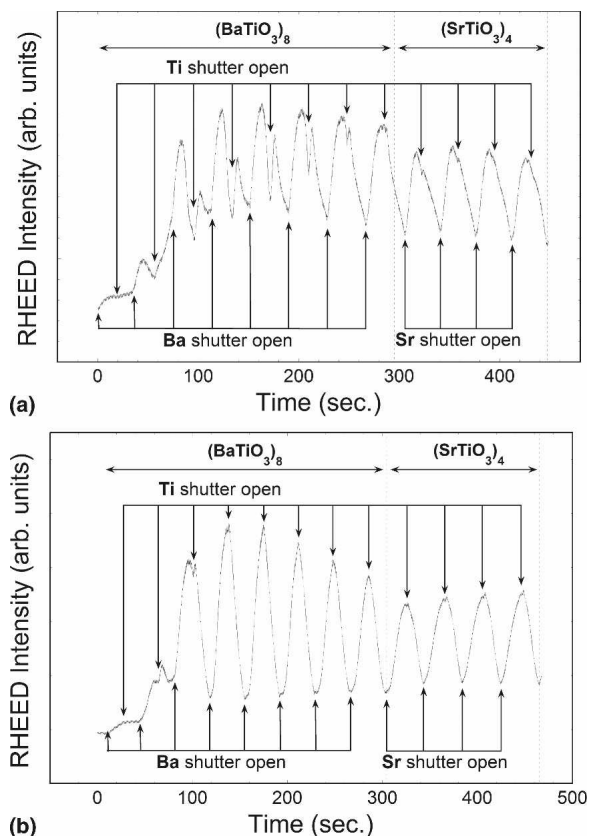 (BaTiO3)8 (SrTiO3)4
Ti shutter open
RHEED Intensity (arb. units)
Ba shutter open Sr shutter open
0 100 200 300 400
(a) Time (sec.)
(BaTiO3)8 (SrTiO3)4
Ti shutter open
RHEED Intensity (arb. units)
Ba shutter open Sr shutter open
0 100 200 300 400 500
(b) Time (sec.)